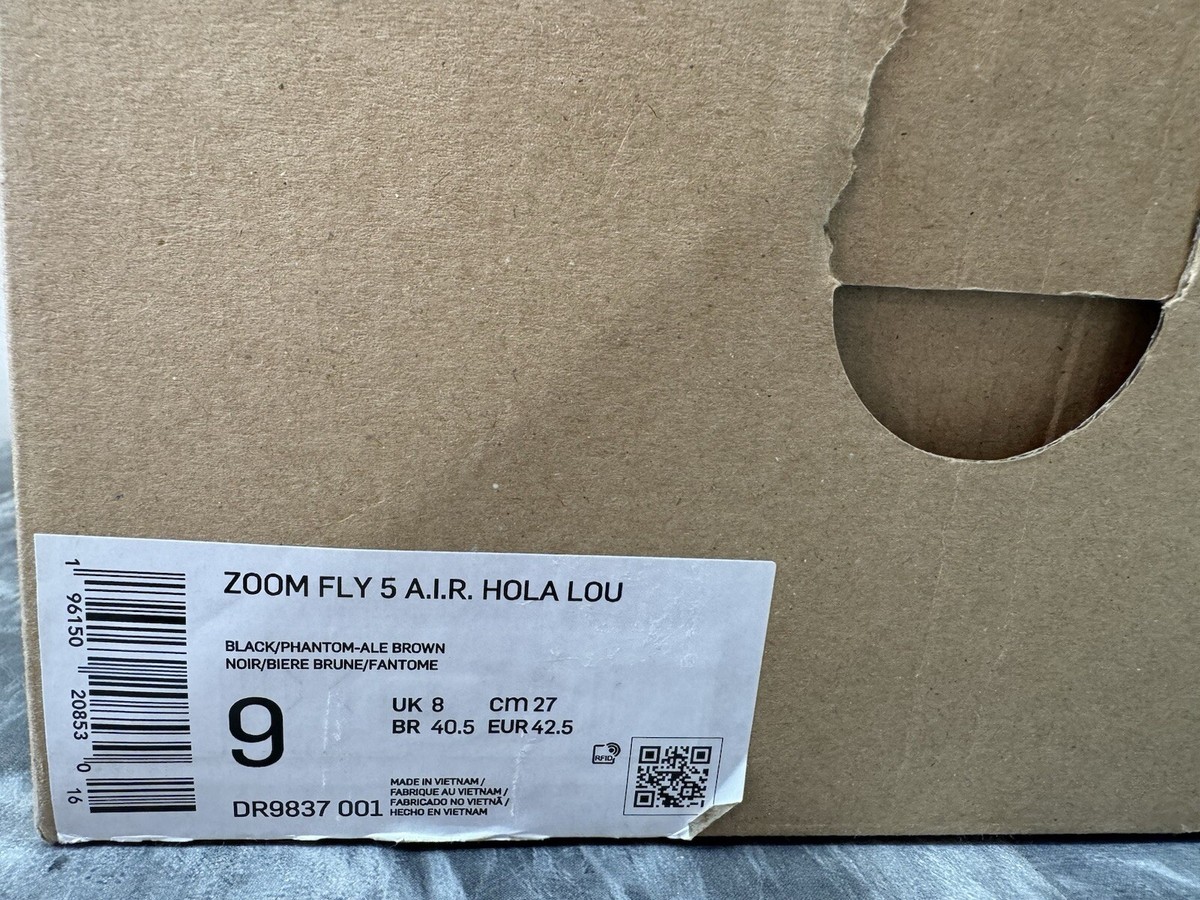 ZOOM FLY 5 A.I.R. HOLA LOU
BLACK/PHANTOM-ALE BROWN
NOIR/BIERE BRUNE/FANTOME
9
UK 8 cm 27
BR 40.5 EUR 42.5
RFID
MADE IN VIETNAM /
FABRIQUE AU VIETNAM /
FABRICADO NO VIETNÃ /
HECHO EN VIETNAM
DR9837 001
1 96150 20853 0 16